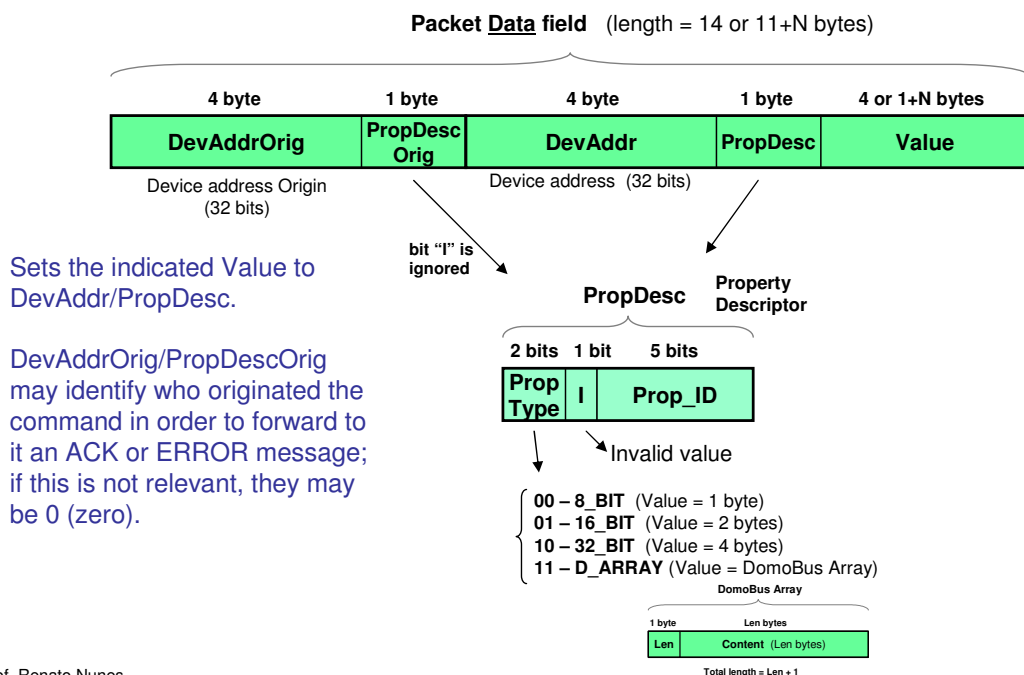 Packet Data field (length = 14 or 11+N bytes)
4 byte 1 byte 4 byte 1 byte 4 or 1+N bytes
DevAddrOrig PropDesc Orig DevAddr PropDesc Value
Device address Origin
(32 bits)
Device address (32 bits)
bit “I” is
ignored
Sets the indicated Value to
DevAddr/PropDesc.
DevAddrOrig/PropDescOrig
may identify who originated the
command in order to forward to
it an ACK or ERROR message;
if this is not relevant, they may
be 0 (zero).
PropDesc
Property
Descriptor
2 bits 1 bit 5 bits
Prop Type I Prop_ID
Invalid value
00 – 8_BIT (Value = 1 byte)
01 – 16_BIT (Value = 2 bytes)
10 – 32_BIT (Value = 4 bytes)
11 – D_ARRAY (Value = DomoBus Array)
DomoBus Array
1 byte Len bytes
Len Content (Len bytes)
Total length = Len + 1
Renato Nunes